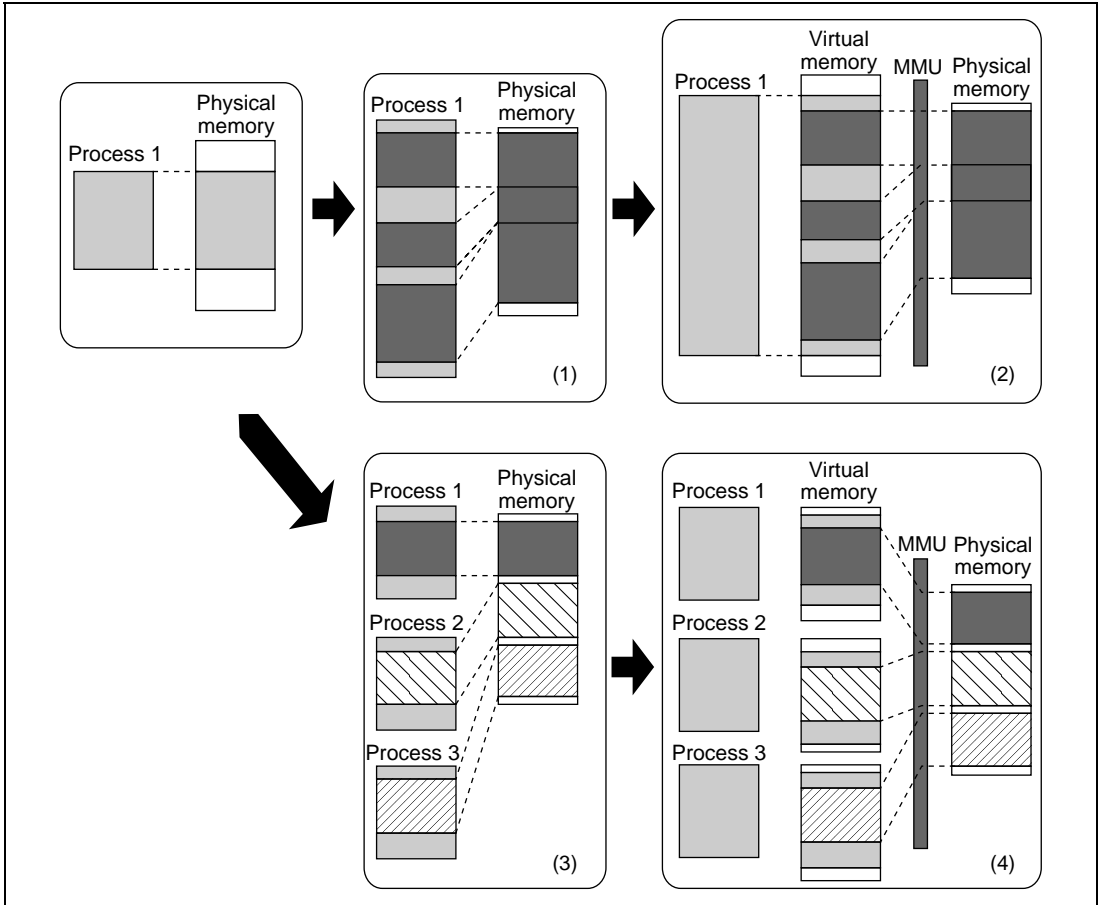 Process 1
Physical
memory
Process 1
Physical
memory
(1)
Process 1
Virtual
memory
MMU
Physical
memory
(2)
Process 1
Physical
memory
Process 2
Process 3
(3)
Process 1
Virtual
memory
MMU
Physical
memory
Process 2
Process 3
(4)